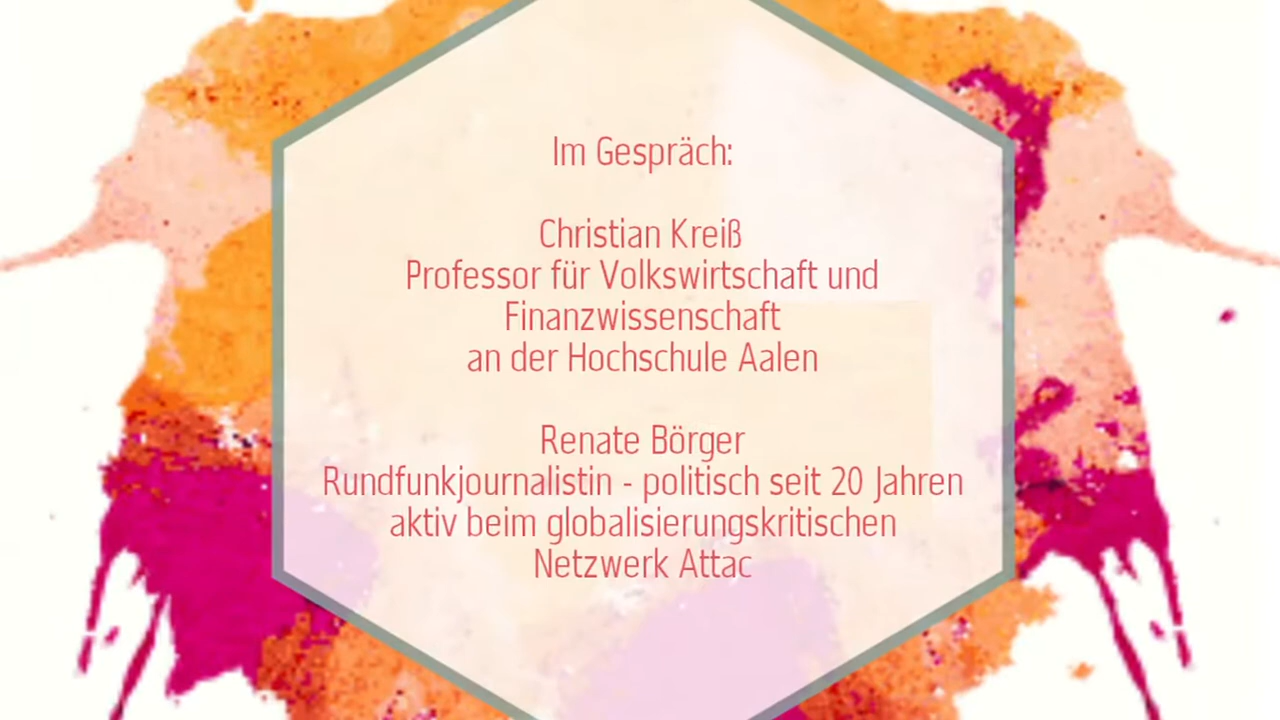 Im Gespräch:
Christian Kreiß
Professor für Volkswirtschaft und
Finanzwissenschaft
an der Hochschule Aalen
Renate Börger
Rundfunkjournalistin - politisch seit 20 Jahren
aktiv beim globalisierungskritischen
Netzwerk Attac